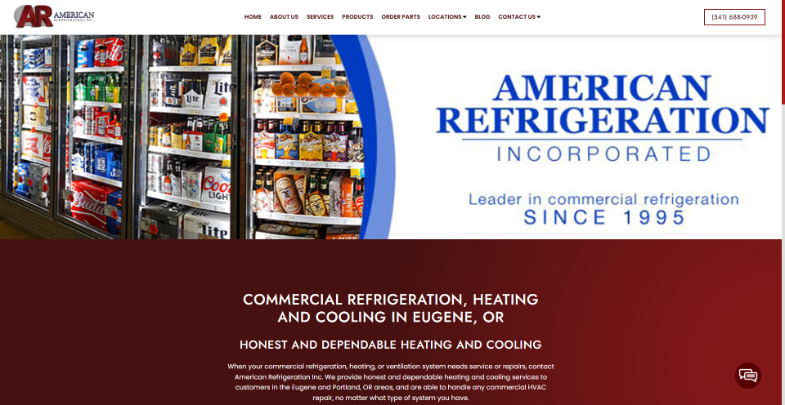 AR AMERICAN
HOME ABOUT US SERVICES PRODUCTS ORDER PARTS LOCATIONS BLOG CONTACT US
(541) 688-0939
AMERICAN
REFRIGERATION
INCORPORATED
Leader in commercial refrigeration
SINCE 1995
Lite
Coors
LIGHT
Lite
COMMERCIAL REFRIGERATION, HEATING
AND COOLING IN EUGENE, OR
HONEST AND DEPENDABLE HEATING AND COOLING
When your commercial refrigeration, heating, or ventilation system needs service or repairs, contact
American Refrigeration Inc. We provide honest and dependable heating and cooling services to
customers in the Eugene and Portland, OR areas, and are able to handle any commercial HVAC
repair, no matter what type of system you have.